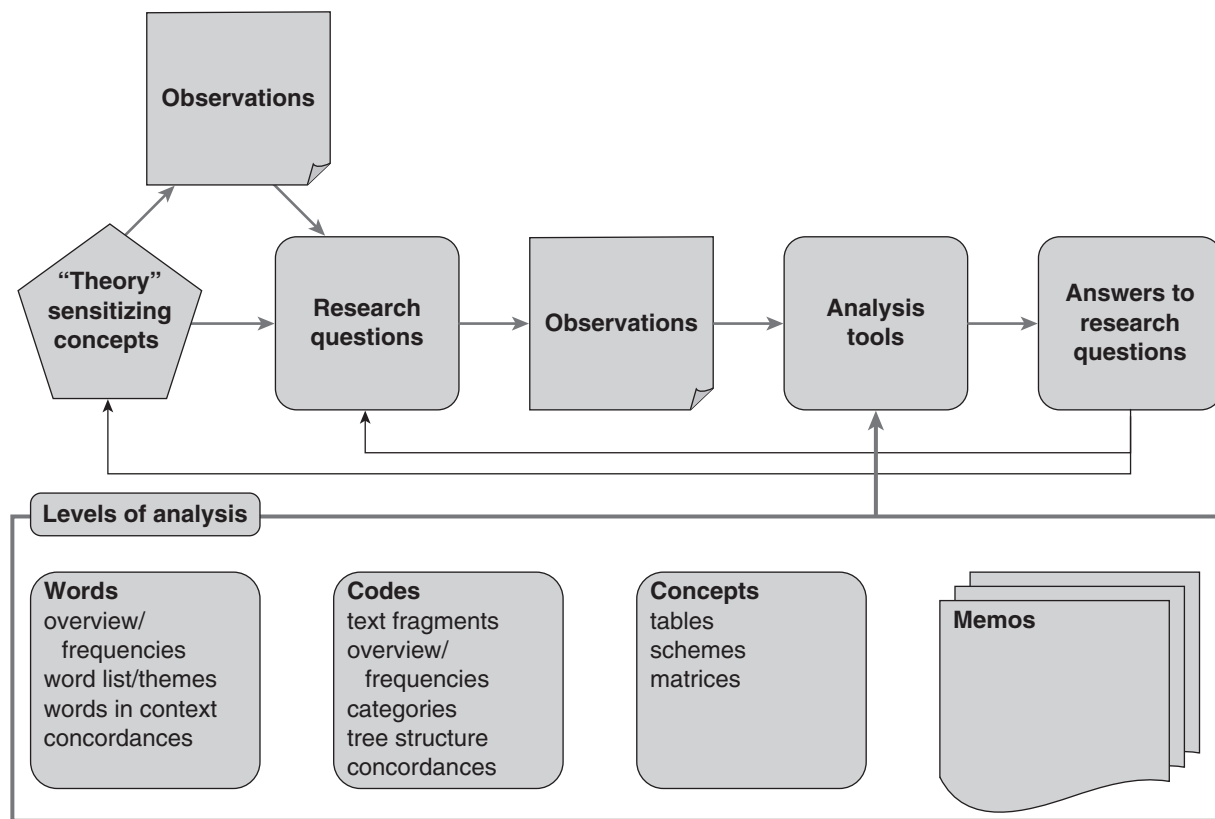 Observations
“Theory”
sensitizing
concepts
Research
questions
Observations
Analysis
tools
Answers to
research
questions
Levels of analysis
Words
overview/
frequencies
word list/themes
words in context
concordances
Codes
text fragments
overview/
frequencies
categories
tree structure
concordances
Concepts
tables
schemes
matrices
Memos